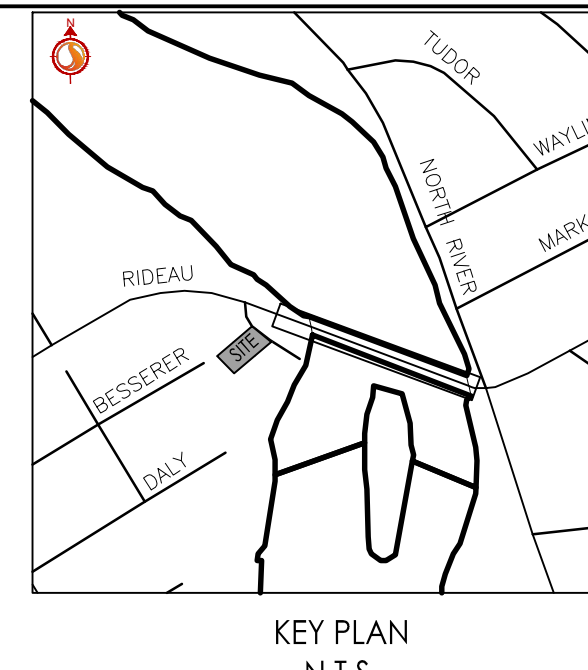 N
TUDOR
WAYLI
NORTH RIVER
MARK
RIDEAU
SITE
BESSERER
DALY
KEY PLAN
N.T.S.